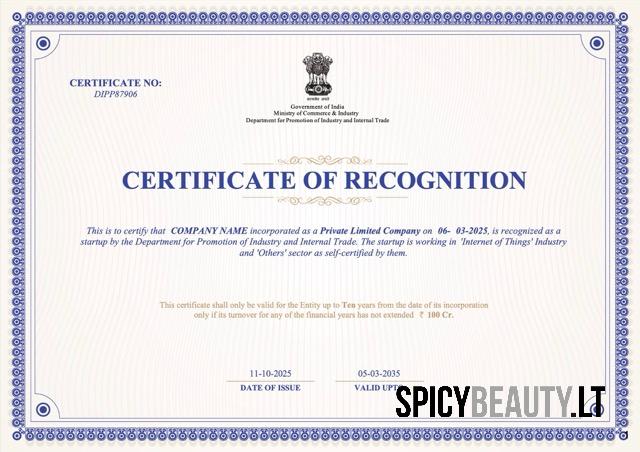 CERTIFICATE NO:
DIPP87906
सत्यमेव जयते
Government of India
Ministry of Commerce & Industry
Department for Promotion of Industry and Internal Trade
CERTIFICATE OF RECOGNITION
This is to certify that COMPANY NAME incorporated as a Private Limited Company on 06- 03-2025, is recognized as a
startup by the Department for Promotion of Industry and Internal Trade. The startup is working in 'Internet of Things' Industry
and 'Others' sector as self-certified by them.
This certificate shall only be valid for the Entity up to Ten years from the date of its incorporation
only if its turnover for any of the financial years has not extended ₹ 100 Cr.
11-10-2025 05-03-2035
DATE OF ISSUE VALID UPTO
SPICYBEAUTY.LT